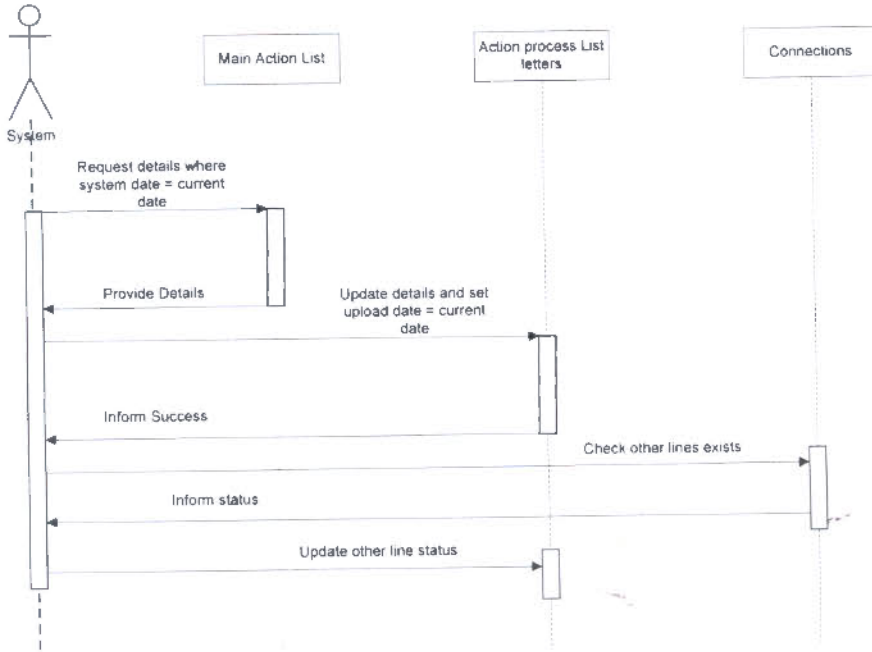 Main Action List
Action process List
letters
Connections
System
Request details where
system date = current
date
Provide Details
Update details and set
upload date = current
date
Inform Success
Check other lines exists
Inform status
Update other line status